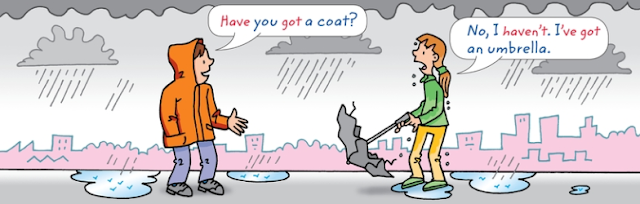 Have you got a coat?
No, I haven't. I've got
an umbrella.